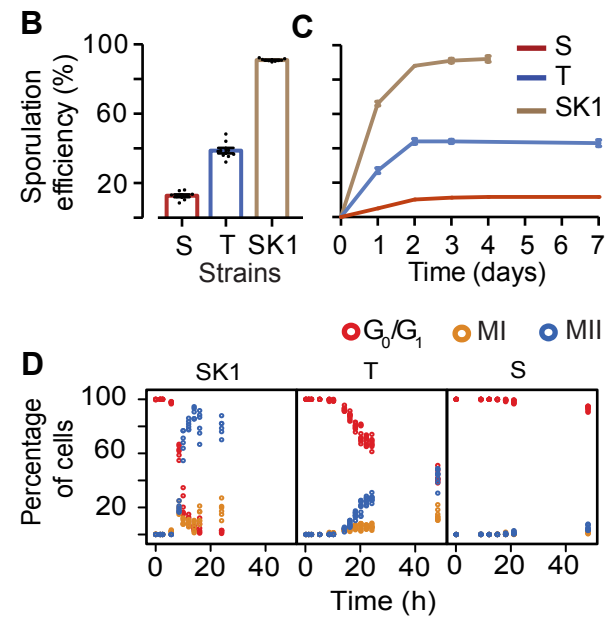 B
Sporulation
efficiency (%)
100
60
20
S T SK1
Strains
C
S
T
SK1
0 1 2 3 4 5 6 7
Time (days)
G0/G1 MI MII
D
SK1 T S
Percentage
of cells
100
60
20
0 20 40 0 20 40 0 20 40
Time (h)